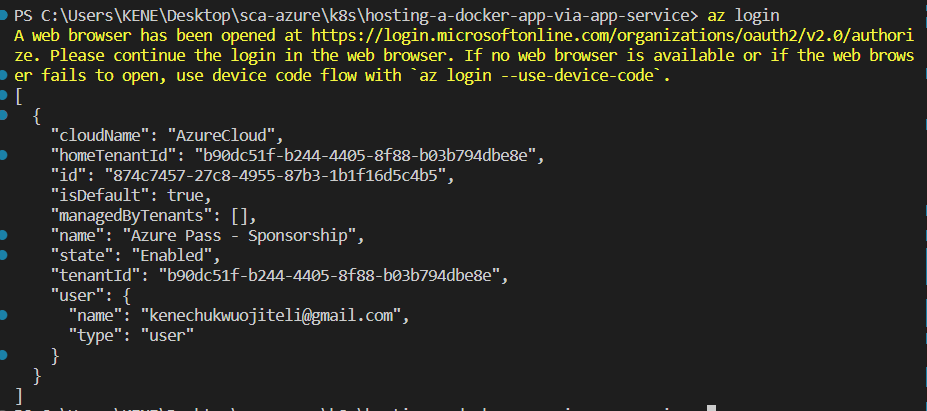 PS C:\Users\KENE\Desktop\sca-azure\k8s\hosting-a-docker-app-via-app-service> az login
A web browser has been opened at https://login.microsoftonline.com/organizations/oauth2/v2.0/authori
ze. Please continue the login in the web browser. If no web browser is available or if the web brows
er fails to open, use device code flow with `az login --use-device-code`.
[
  {
    "cloudName": "AzureCloud",
    "homeTenantId": "b90dc51f-b244-4405-8f88-b03b794dbe8e",
    "id": "874c7457-27c8-4955-87b3-1b1f16d5c4b5",
    "isDefault": true,
    "managedByTenants": [],
    "name": "Azure Pass - Sponsorship",
    "state": "Enabled",
    "tenantId": "b90dc51f-b244-4405-8f88-b03b794dbe8e",
    "user": {
      "name": "kenechukwuojiteli@gmail.com",
      "type": "user"
    }
  }
]